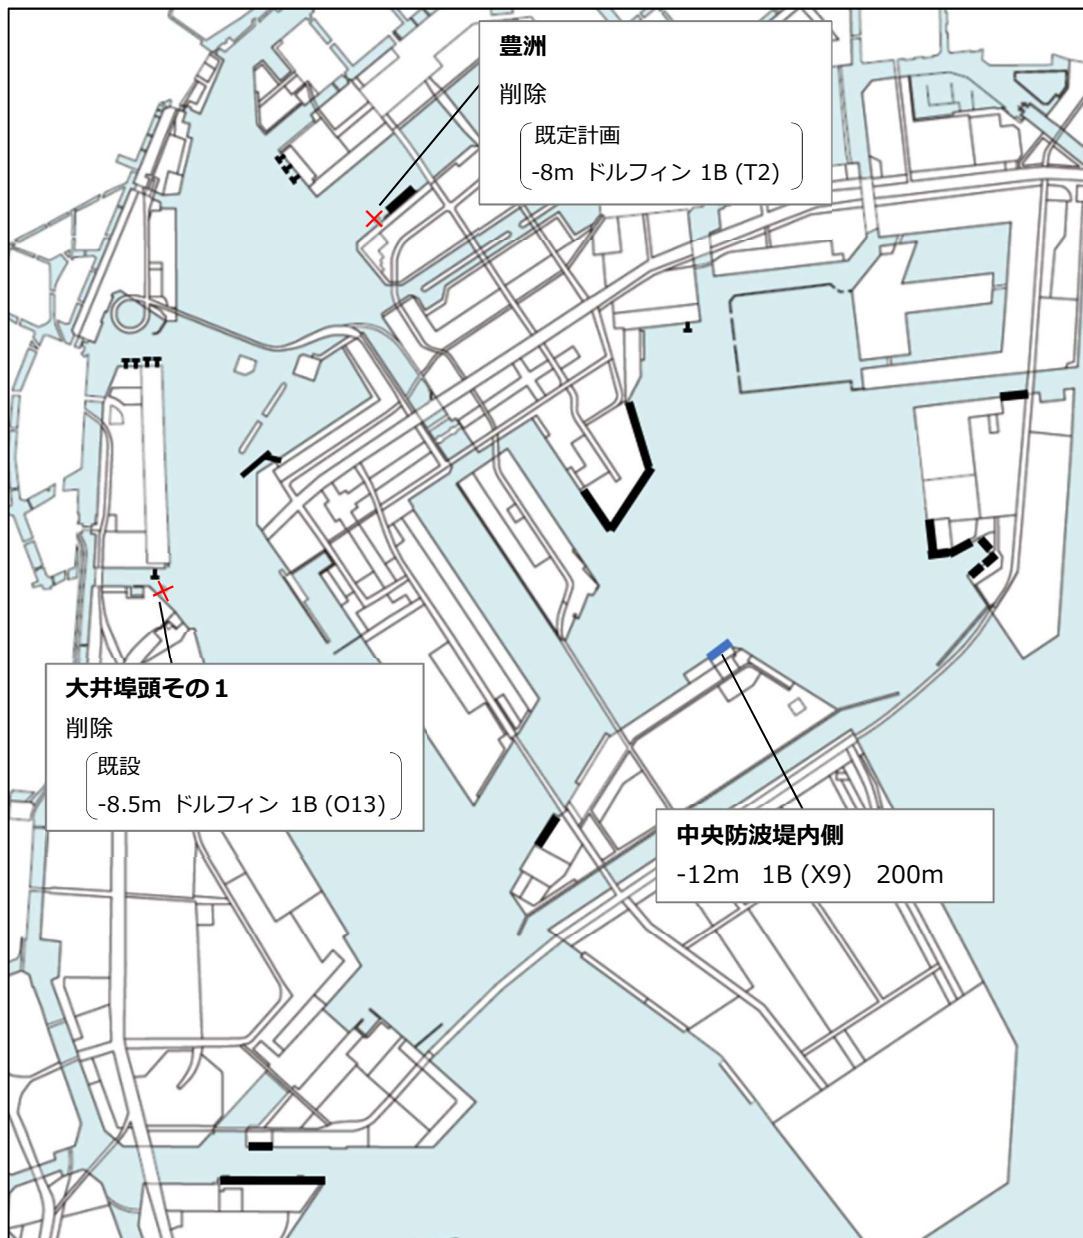 豊洲
削除
既定計画
-8m ドルフィン 1B (T2)
大井埠頭その１
削除
既設
-8.5m ドルフィン 1B (O13)
中央防波堤内側
-12m 1B (X9) 200m